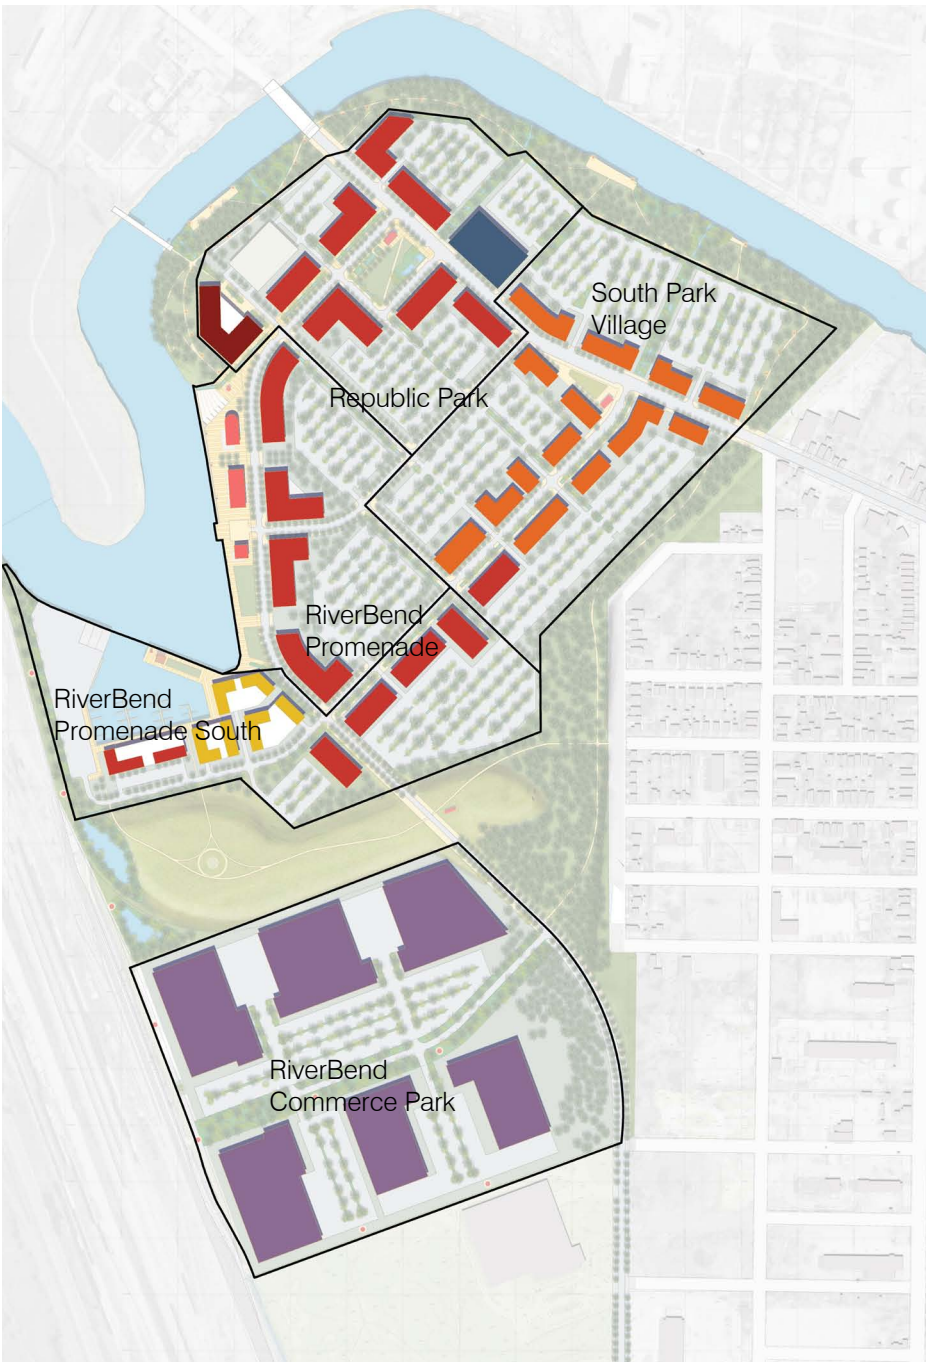 South Park
Village
Republic Park
RiverBend
Promenade
RiverBend
Promenade South
RiverBend
Commerce Park